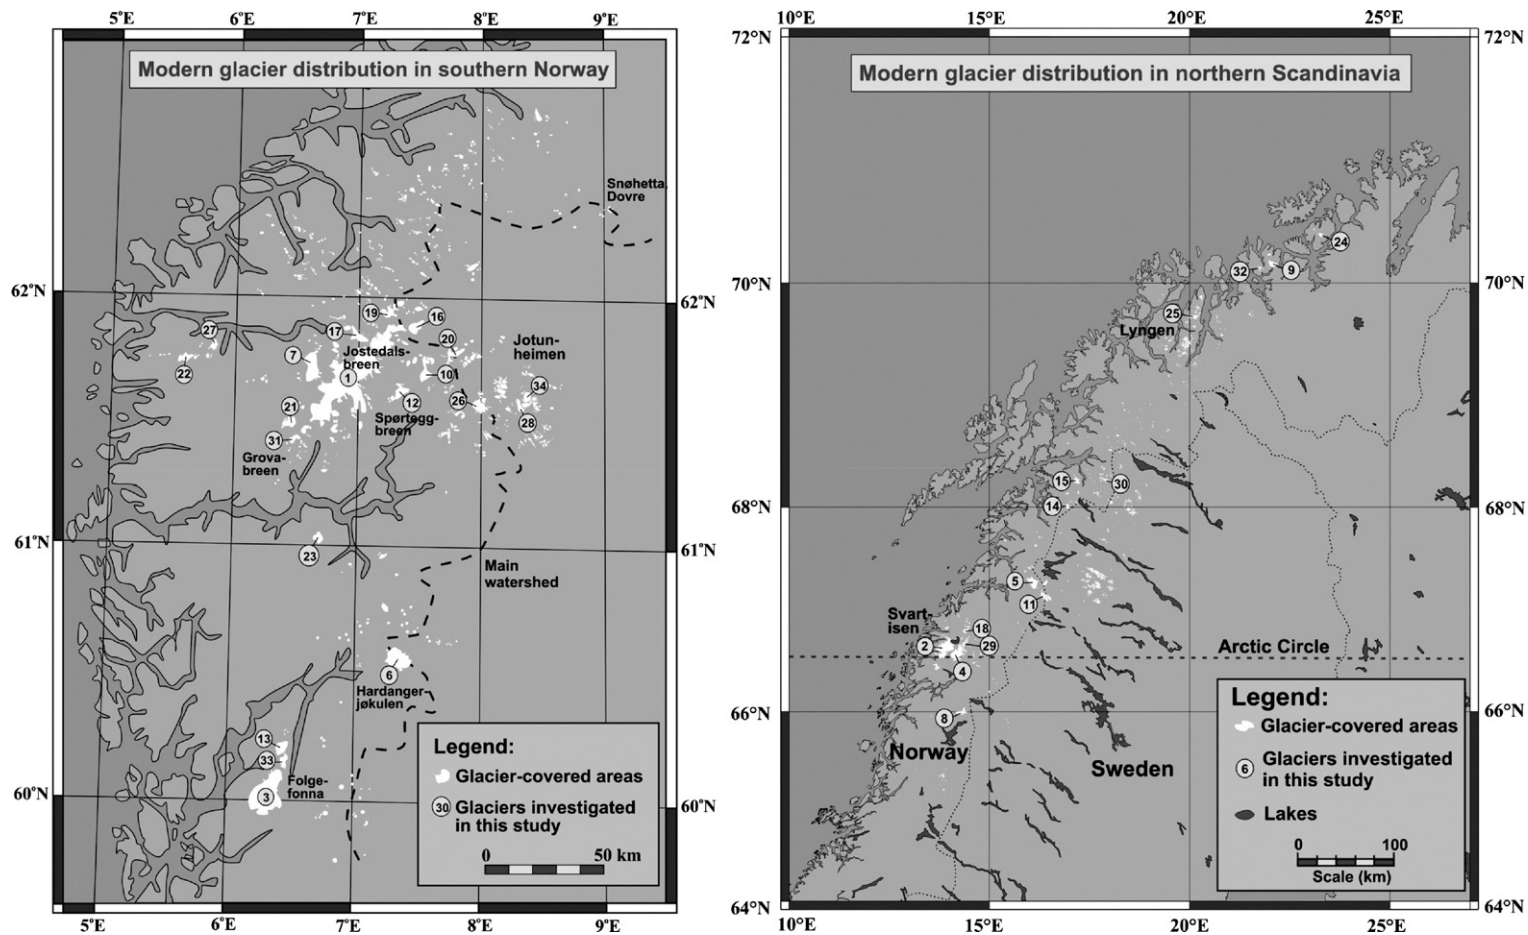 5°E 6°E 7°E 8°E 9°E
Modern glacier distribution in southern Norway
Snøhetta,
Dovre
62°N 62°N
19 16
27 17 20
Jotun-
heimen
7
Jostedals-
breen
22 1 10 34
21 12 26
Spørtegg-
breen
28
31
Grova-
breen
61°N 61°N
23
Main
watershed
6
Hardanger-
jøkulen
13
33
Folge-
fonna
3
60°N 60°N
Legend:
Glacier-covered areas
30 Glaciers investigated
in this study
0 50 km
5°E 6°E 7°E 8°E 9°E
10°E 15°E 20°E 25°E
72°N 72°N
Modern glacier distribution in northern Scandinavia
24
32 9
70°N 70°N
25
Lyngen
15 30
14
68°N 68°N
5
11
Svart-
isen
18
2 29
Arctic Circle
4
8
66°N 66°N
Norway
Sweden
Legend:
Glacier-covered areas
6 Glaciers investigated
in this study
Lakes
0 100
Scale (km)
64°N 64°N
10°E 15°E 20°E 25°E